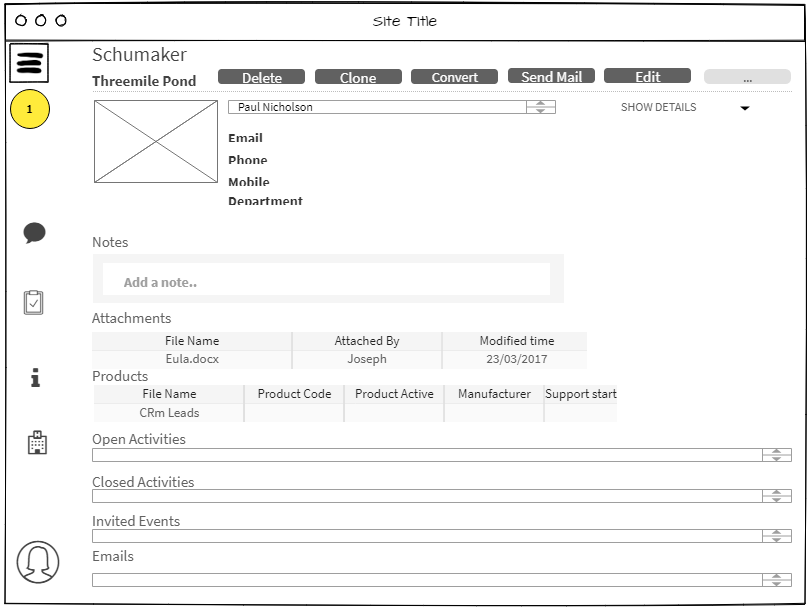 Site Title
Schumaker
Threemile Pond
Delete Clone Convert Send Mail Edit ...
1
Paul Nicholson
SHOW DETAILS
Email
Phone
Mobile
Department
Notes
Add a note..
Attachments
File Name Attached By Modified time
Eula.docx Joseph 23/03/2017
Products
File Name Product Code Product Active Manufacturer Support start
CRm Leads
Open Activities
Closed Activities
Invited Events
Emails